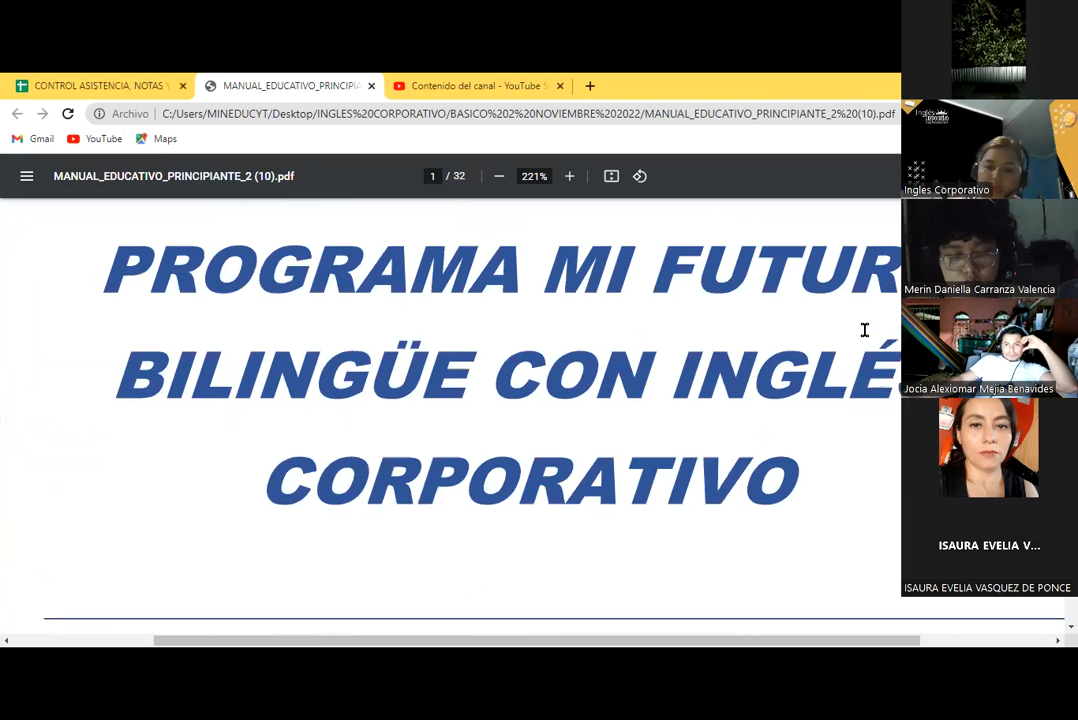 CONTROL ASISTENCIA, NOTAS Y
MANUAL_EDUCATIVO_PRINCIPIA
Contenido del canal - YouTube S
Archivo
C:/Users/MINEDUCYT/Desktop/INGLES%20CORPORATIVO/BASICO%202%20NOVIEMBRE%202022/MANUAL_EDUCATIVO_PRINCIPIANTE_2%20(10).pdf
Gmail
YouTube
Maps
MANUAL_EDUCATIVO_PRINCIPIANTE_2 (10).pdf
1 / 32
221%
PROGRAMA MI FUTUR
BILINGÜE CON INGLÉ
CORPORATIVO
Inglés
Corporativo
Ingles Corporativo
Merin Daniella Carranza Valencia
Jocia Alexiomar Mejia Benavides
ISAURA EVELIA V...
ISAURA EVELIA VASQUEZ DE PONCE